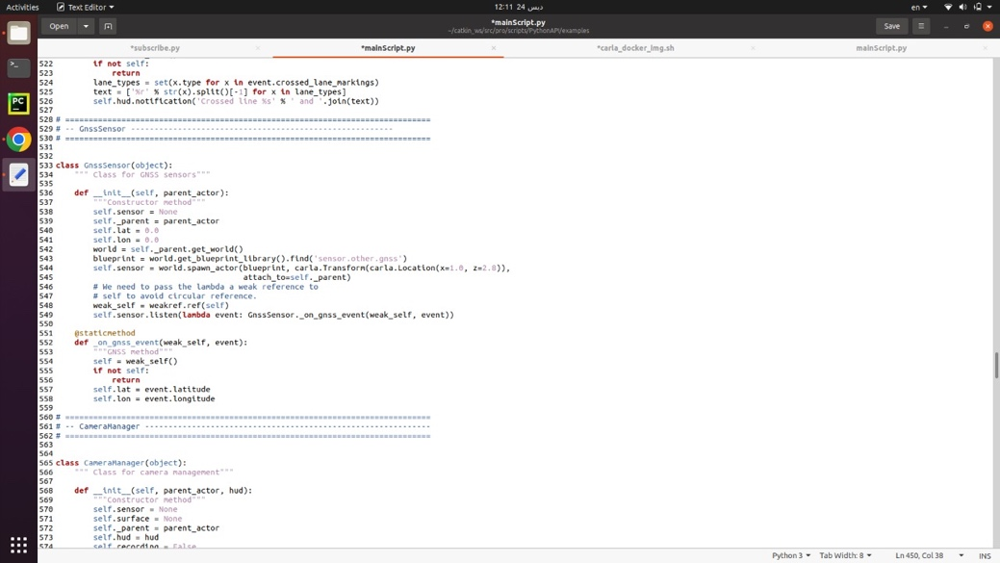 Activities
Text Editor
12:11 24 ديس
en
Open
*mainScript.py
~/catkin_ws/src/pro/scripts/PythonAPI/examples
Save
*subscribe.py
*mainScript.py
*carla_docker_img.sh
mainScript.py
522 if not self:
523 return
524 lane_types = set(x.type for x in event.crossed_lane_markings)
525 text = ['%r' % str(x).split()[-1] for x in lane_types]
526 self.hud.notification('Crossed line %s' % ' and '.join(text))
527
528 # ==============================================================================
529 # -- GnssSensor --------------------------------------------------------
530 # ==============================================================================
531
532
533 class GnssSensor(object):
534 """ Class for GNSS sensors"""
535
536 def __init__(self, parent_actor):
537 """Constructor method"""
538 self.sensor = None
539 self._parent = parent_actor
540 self.lat = 0.0
541 self.lon = 0.0
542 world = self._parent.get_world()
543 blueprint = world.get_blueprint_library().find('sensor.other.gnss')
544 self.sensor = world.spawn_actor(blueprint, carla.Transform(carla.Location(x=1.0, z=2.8)),
545 attach_to=self._parent)
546 # We need to pass the lambda a weak reference to
547 # self to avoid circular reference.
548 weak_self = weakref.ref(self)
549 self.sensor.listen(lambda event: GnssSensor._on_gnss_event(weak_self, event))
550
551 @staticmethod
552 def _on_gnss_event(weak_self, event):
553 """GNSS method"""
554 self = weak_self()
555 if not self:
556 return
557 self.lat = event.latitude
558 self.lon = event.longitude
559
560 # ==============================================================================
561 # -- CameraManager -------------------------------------------------------------
562 # ==============================================================================
563
564
565 class CameraManager(object):
566 """ Class for camera management"""
567
568 def __init__(self, parent_actor, hud):
569 """Constructor method"""
570 self.sensor = None
571 self.surface = None
572 self._parent = parent_actor
573 self.hud = hud
574 self.recording = False
Python 3
Tab Width: 8
Ln 450, Col 38
INS